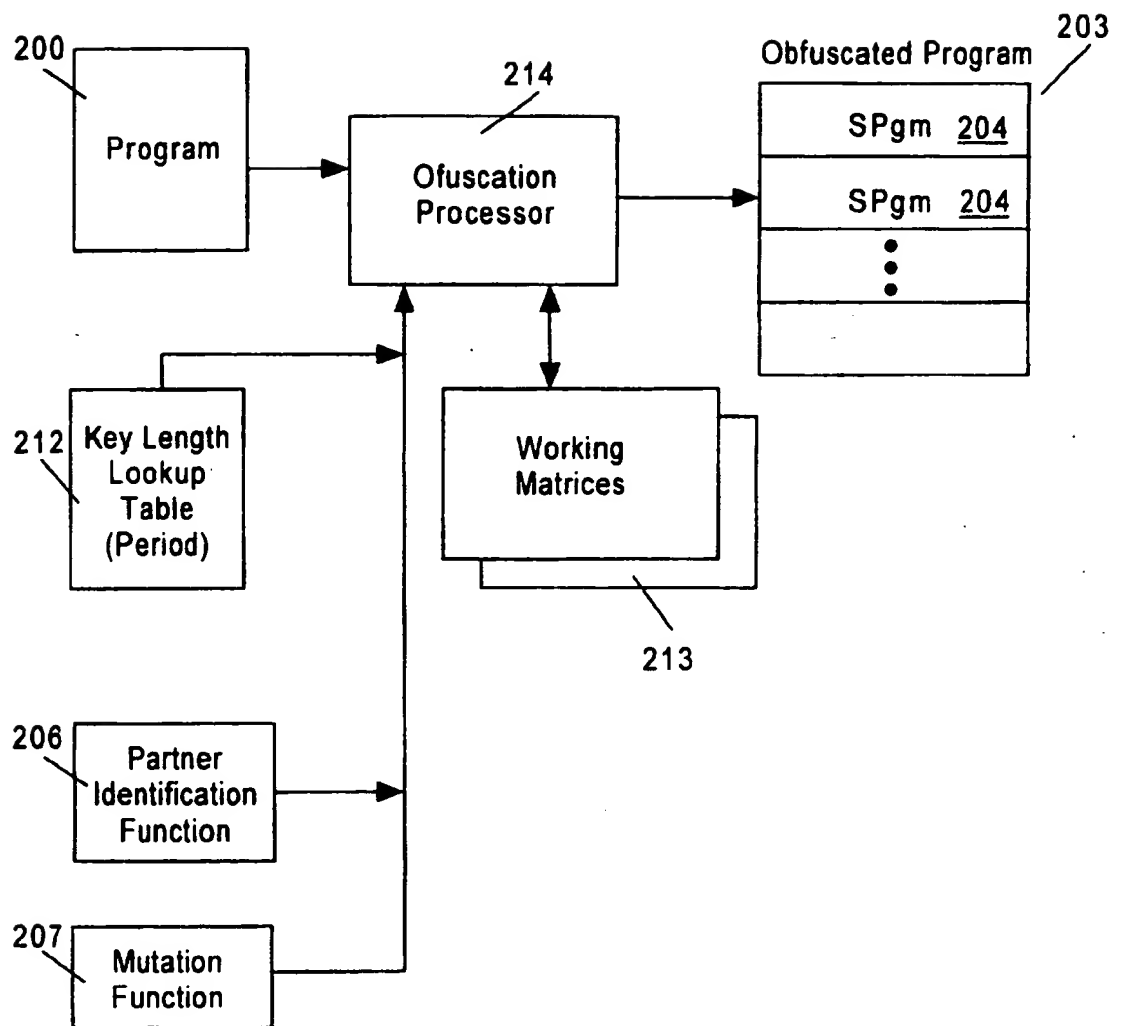 200
Program
214
Ofuscation
Processor
203
Obfuscated Program
SPgm 204
SPgm 204
212
Key Length
Lookup
Table
(Period)
Working
Matrices
213
206
Partner
Identification
Function
207
Mutation
Function